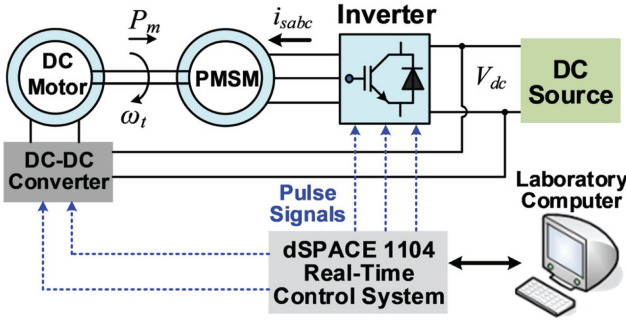 DC
Motor
P_m
ω_t
PMSM
i_sabc
Inverter
V_dc
DC
Source
DC-DC
Converter
Pulse
Signals
dSPACE 1104
Real-Time
Control System
Laboratory
Computer